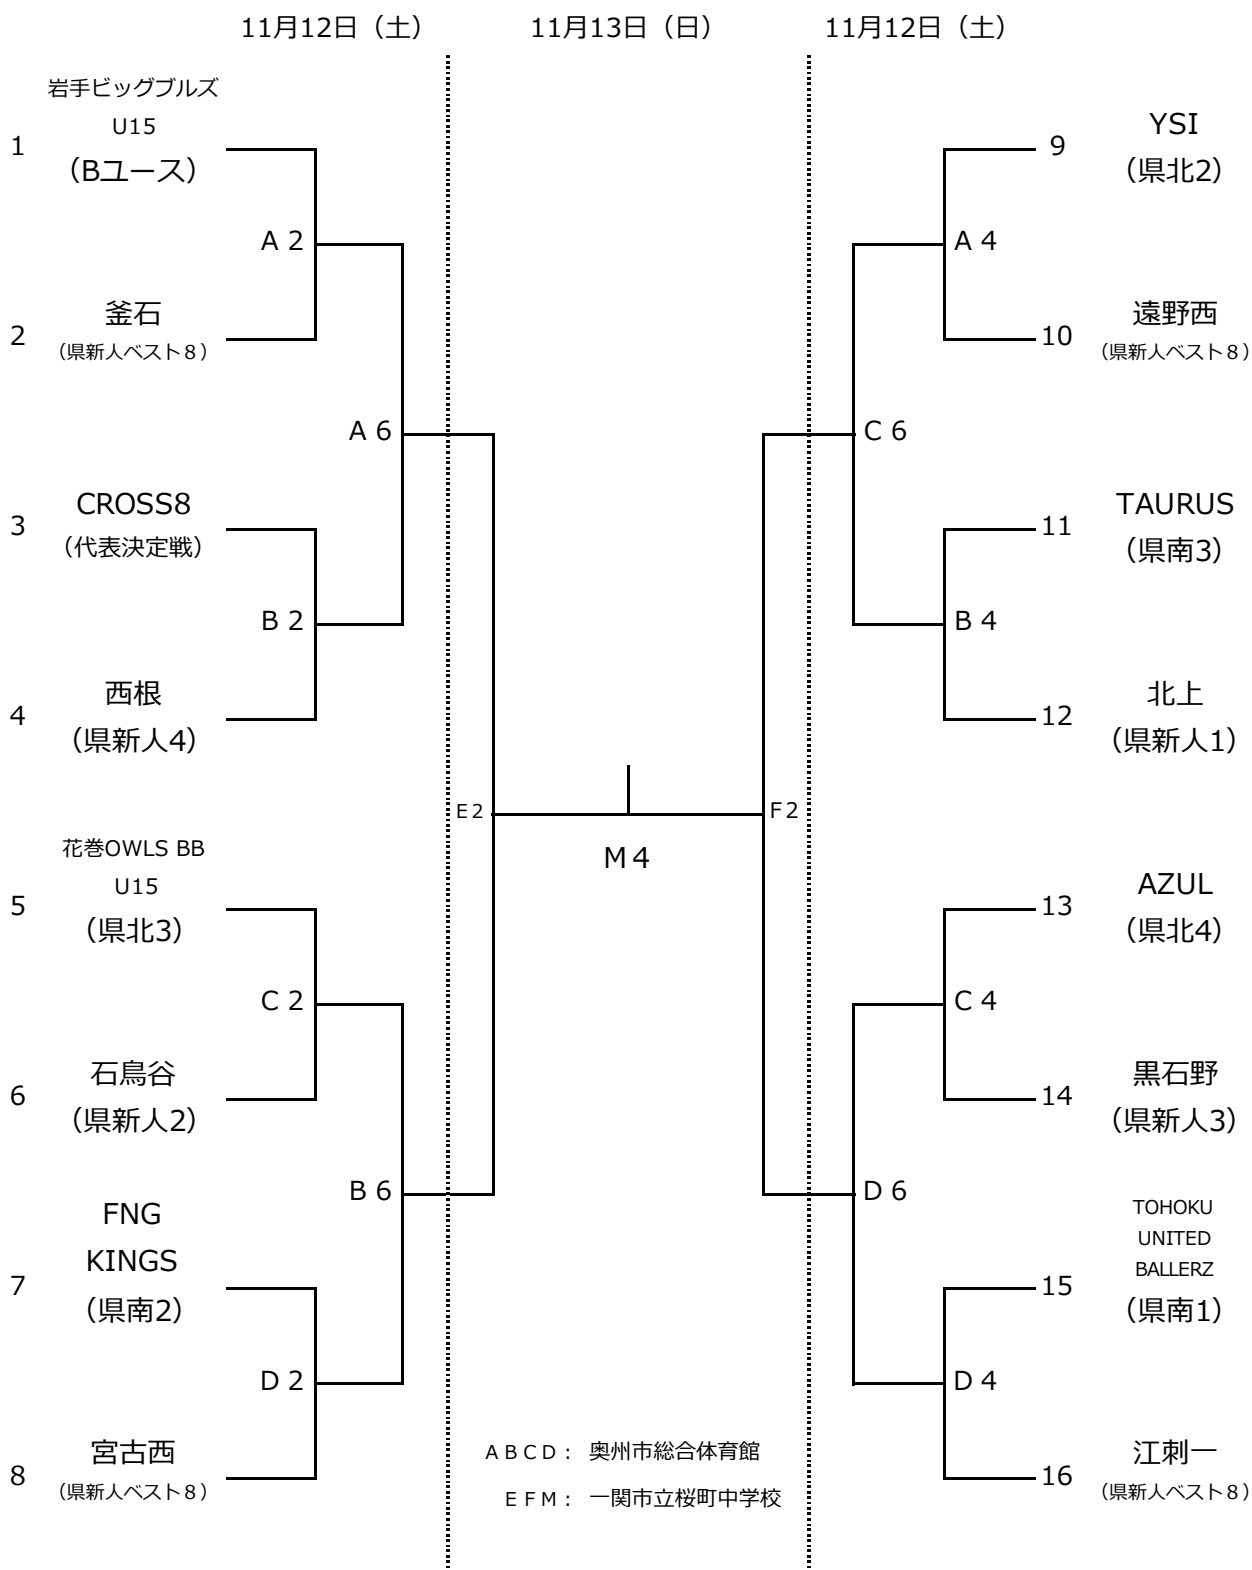 11月12日（土）
11月13日（日）
11月12日（土）
岩手ビッグブルズ
U15
1
（Bユース）
A 2
釜石
2
（県新人ベスト８）
A 6
CROSS8
3
（代表決定戦）
B 2
西根
4
（県新人4）
花巻OWLS BB
U15
5
（県北3）
C 2
石鳥谷
6
（県新人2）
B 6
FNG
KINGS
7
（県南2）
D 2
宮古西
8
（県新人ベスト８）
E2
M 4
F2
ＡＢＣＤ： 奥州市総合体育館
ＥＦＭ： 一関市立桜町中学校
YSI
9
（県北2）
A 4
遠野西
10
（県新人ベスト８）
C 6
TAURUS
11
（県南3）
B 4
北上
12
（県新人1）
AZUL
13
（県北4）
C 4
黒石野
14
（県新人3）
D 6
TOHOKU
UNITED
BALLERZ
15
（県南1）
D 4
江刺一
16
（県新人ベスト８）